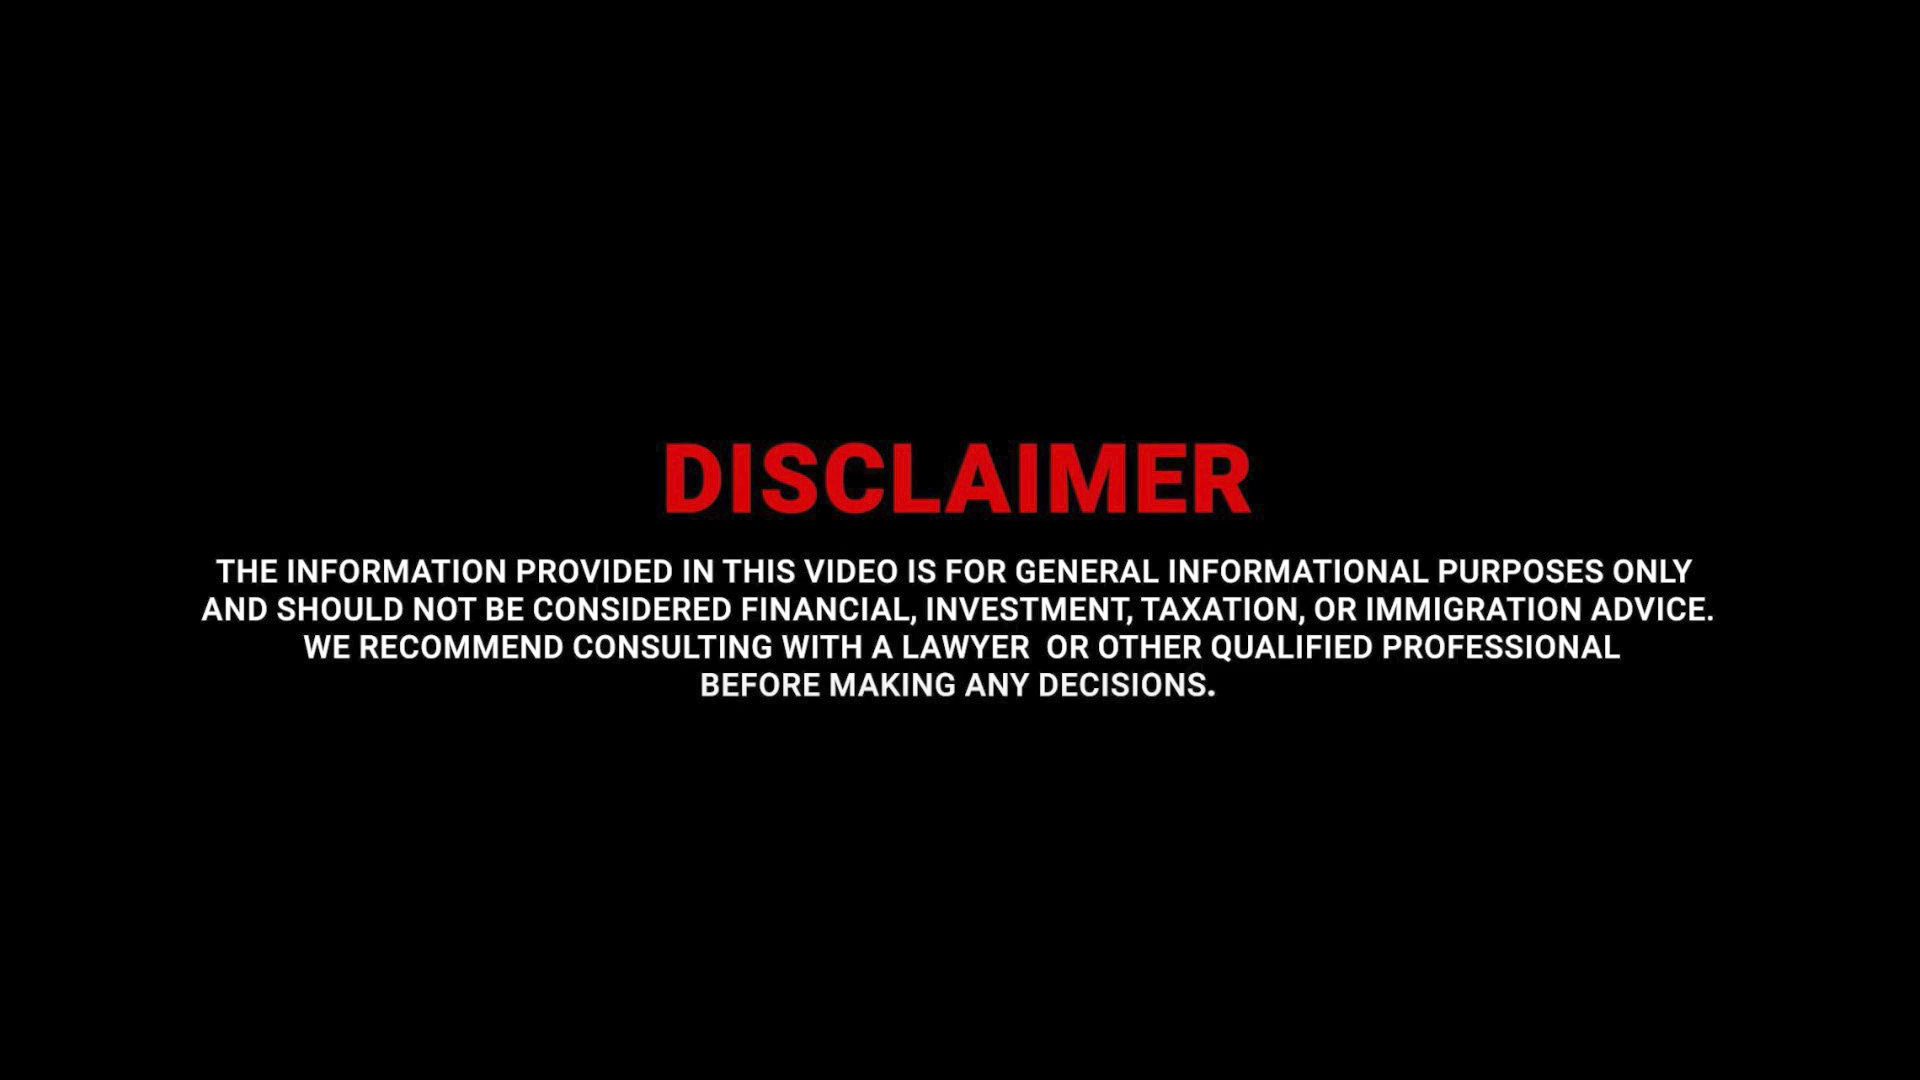 DISCLAIMER
THE INFORMATION PROVIDED IN THIS VIDEO IS FOR GENERAL INFORMATIONAL PURPOSES ONLY
AND SHOULD NOT BE CONSIDERED FINANCIAL, INVESTMENT, TAXATION, OR IMMIGRATION ADVICE.
WE RECOMMEND CONSULTING WITH A LAWYER  OR OTHER QUALIFIED PROFESSIONAL
BEFORE MAKING ANY DECISIONS.